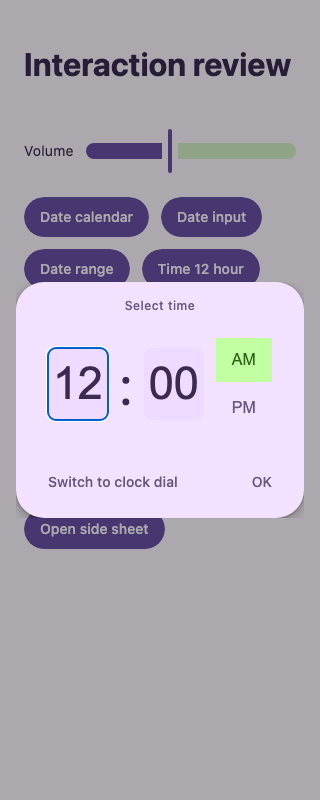 Interaction review
Volume
Date calendar
Date input
Date range
Time 12 hour
Select time
12 : 00
AM
PM
Switch to clock dial
OK
Open side sheet